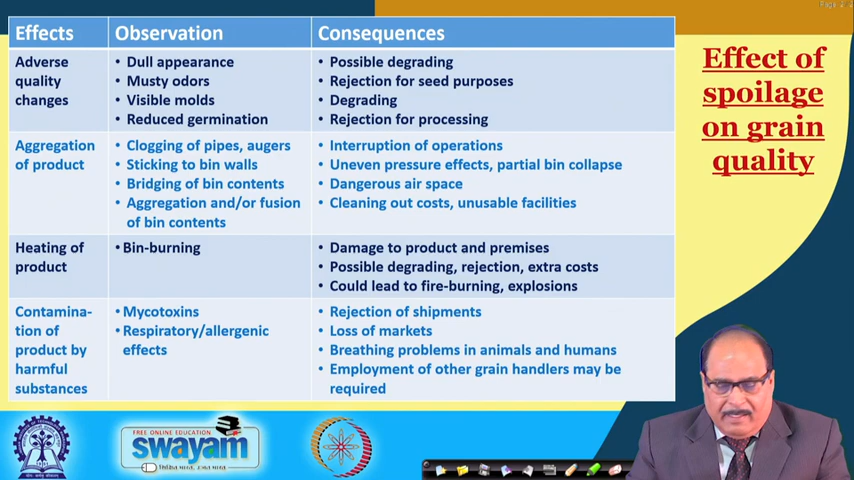 Effects Observation Consequences
Adverse quality changes
• Dull appearance
• Musty odors
• Visible molds
• Reduced germination
• Possible degrading
• Rejection for seed purposes
• Degrading
• Rejection for processing
Aggregation of product
• Clogging of pipes, augers
• Sticking to bin walls
• Bridging of bin contents
• Aggregation and/or fusion
of bin contents
• Interruption of operations
• Uneven pressure effects, partial bin collapse
• Dangerous air space
• Cleaning out costs, unusable facilities
Heating of product
• Bin-burning
• Damage to product and premises
• Possible degrading, rejection, extra costs
• Could lead to fire-burning, explosions
Contamina-
tion of
product by
harmful
substances
• Mycotoxins
• Respiratory/allergenic
effects
• Rejection of shipments
• Loss of markets
• Breathing problems in animals and humans
• Employment of other grain handlers may be
required
Effect of
spoilage
on grain
quality
FREE ONLINE EDUCATION
swayam